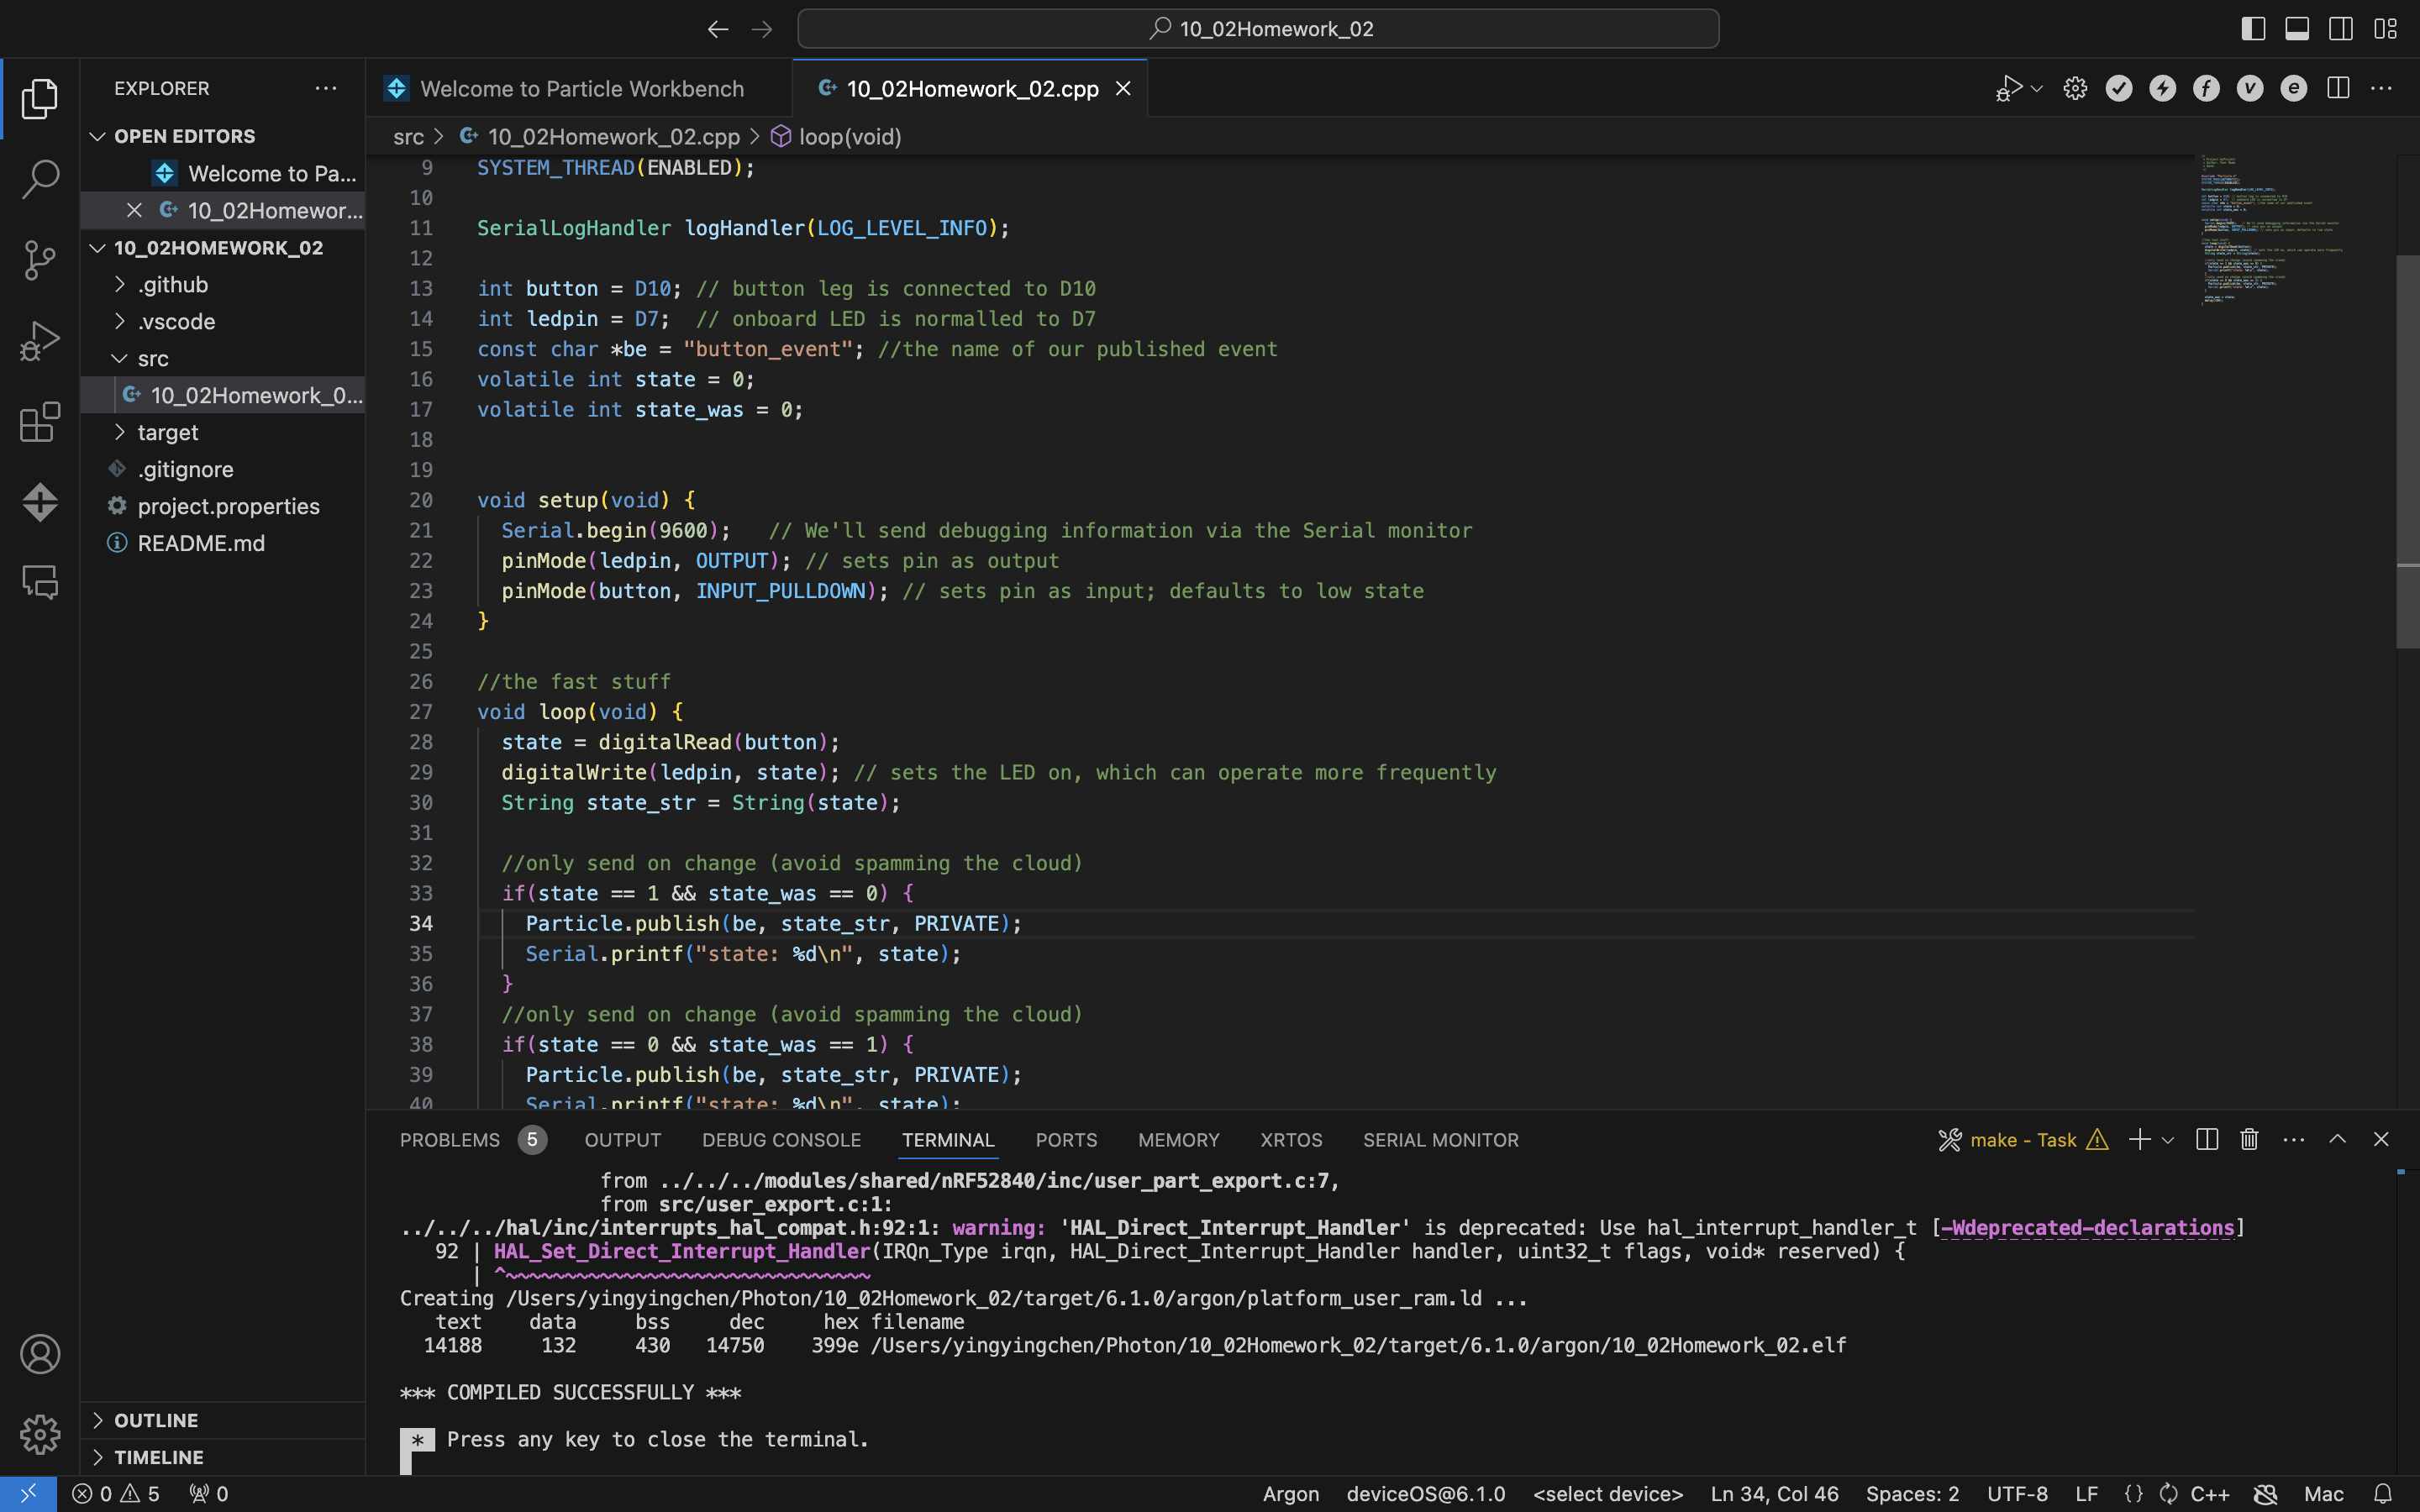 10_02Homework_02
EXPLORER
OPEN EDITORS
Welcome to Pa...
10_02Homewor...
10_02HOMEWORK_02
.github
.vscode
src
10_02Homework_0...
target
.gitignore
project.properties
README.md
OUTLINE
TIMELINE
Welcome to Particle Workbench
10_02Homework_02.cpp
src > 10_02Homework_02.cpp > loop(void)
9 SYSTEM_THREAD(ENABLED);
10
11 SerialLogHandler logHandler(LOG_LEVEL_INFO);
12
13 int button = D10; // button leg is connected to D10
14 int ledpin = D7;  // onboard LED is normalled to D7
15 const char *be = "button_event"; //the name of our published event
16 volatile int state = 0;
17 volatile int state_was = 0;
18
19
20 void setup(void) {
21 Serial.begin(9600);   // We'll send debugging information via the Serial monitor
22 pinMode(ledpin, OUTPUT); // sets pin as output
23 pinMode(button, INPUT_PULLDOWN); // sets pin as input; defaults to low state
24 }
25
26 //the fast stuff
27 void loop(void) {
28 state = digitalRead(button);
29 digitalWrite(ledpin, state); // sets the LED on, which can operate more frequently
30 String state_str = String(state);
31
32 //only send on change (avoid spamming the cloud)
33 if(state == 1 && state_was == 0) {
34 Particle.publish(be, state_str, PRIVATE);
35 Serial.printf("state: %d\n", state);
36 }
37 //only send on change (avoid spamming the cloud)
38 if(state == 0 && state_was == 1) {
39 Particle.publish(be, state_str, PRIVATE);
40 Serial.printf("state: %d\n", state);
PROBLEMS 5 OUTPUT DEBUG CONSOLE TERMINAL PORTS MEMORY XRTOS SERIAL MONITOR
make - Task
from ../../../modules/shared/nRF52840/inc/user_part_export.c:7,
from src/user_export.c:1:
../../../hal/inc/interrupts_hal_compat.h:92:1: warning: 'HAL_Direct_Interrupt_Handler' is deprecated: Use hal_interrupt_handler_t [-Wdeprecated-declarations]
92 | HAL_Set_Direct_Interrupt_Handler(IRQn_Type irqn, HAL_Direct_Interrupt_Handler handler, uint32_t flags, void* reserved) {
| ^~~~~~~~~~~~~~~~~~~~~~~~~~~~~~~~
Creating /Users/yingyingchen/Photon/10_02Homework_02/target/6.1.0/argon/platform_user_ram.ld ...
text data bss dec hex filename
14188 132 430 14750 399e /Users/yingyingchen/Photon/10_02Homework_02/target/6.1.0/argon/10_02Homework_02.elf
*** COMPILED SUCCESSFULLY ***
* Press any key to close the terminal.
0 5 0 Argon deviceOS@6.1.0 <select device> Ln 34, Col 46 Spaces: 2 UTF-8 LF {} C++ Mac